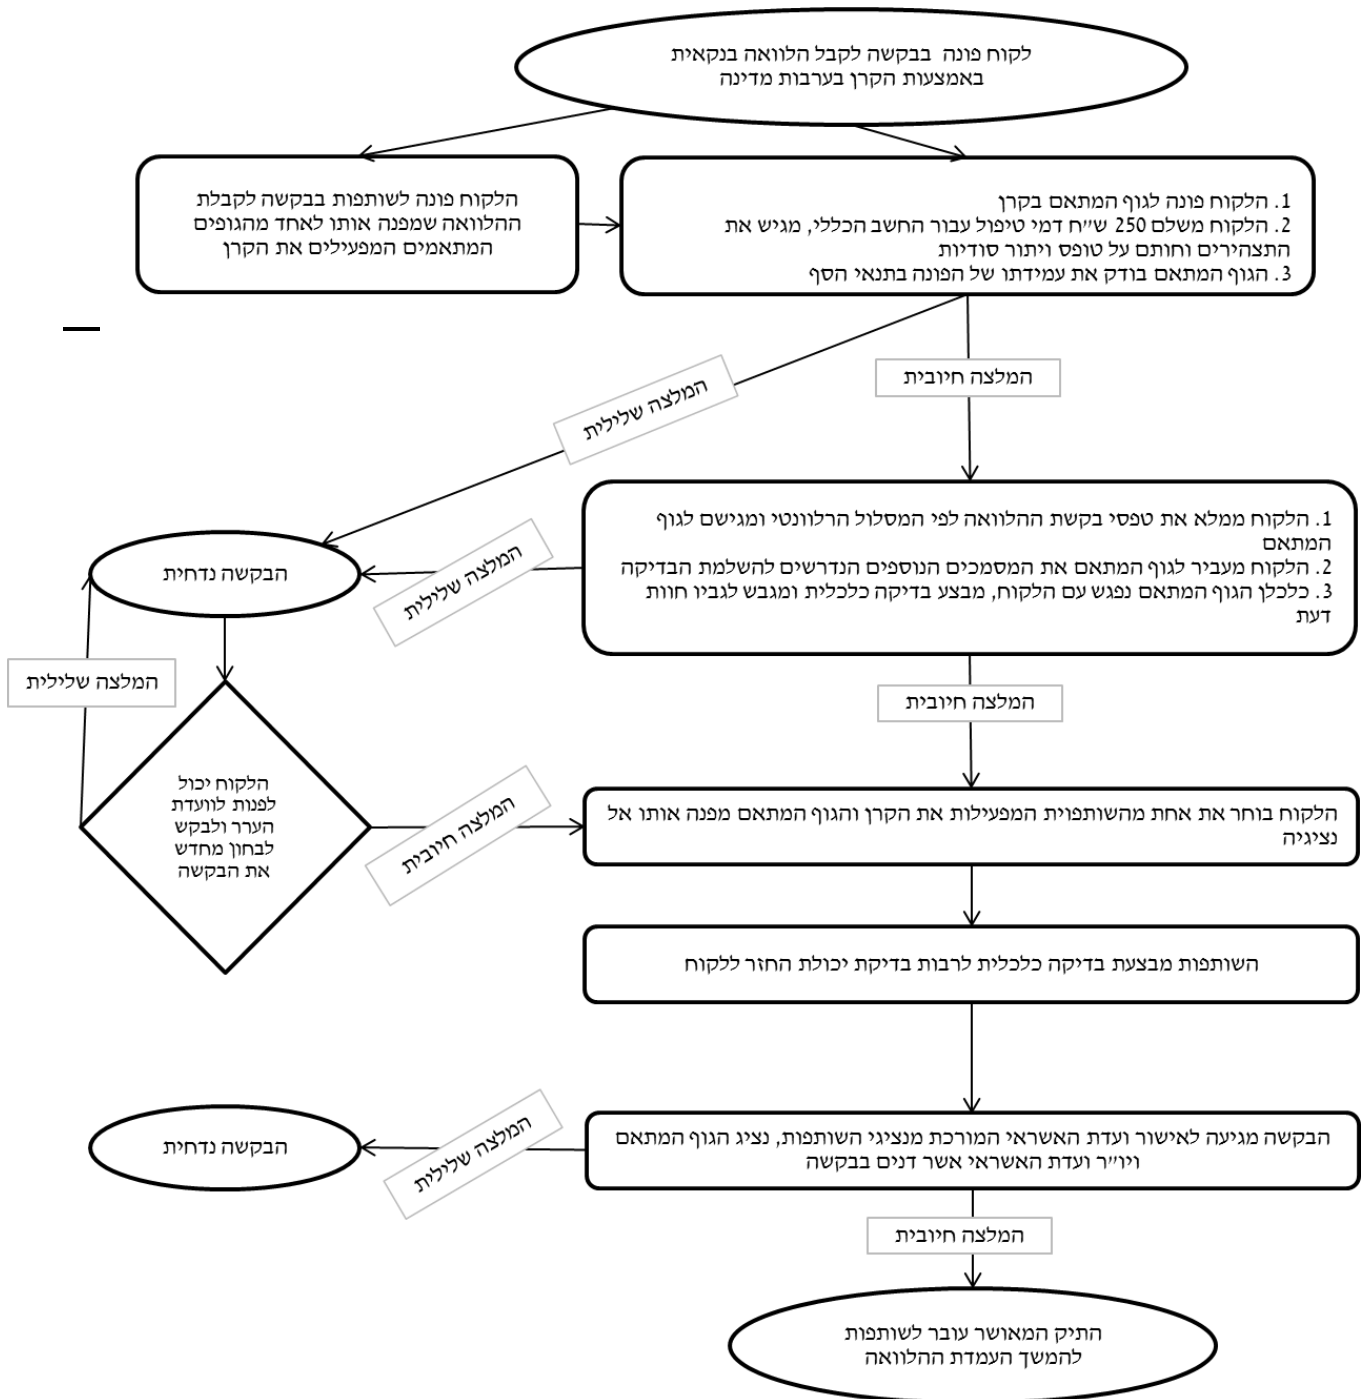 לקוח פונה בבקשה לקבל הלוואה בנקאית
באמצעות הקרן בערבות מדינה
1. הלקוח פונה לגוף המתאם בקרן
2. הלקוח משלם 250 ש״ח דמי טיפול עבור החשב הכללי, מגיש את
התצהירים וחותם על טופס ויתור סודיות
3. הגוף המתאם בודק את עמידתו של הפונה בתנאי הסף
הלקוח פונה לשותפות בבקשה לקבלת
ההלוואה שמפנה אותו לאחד מהגופים
המתאמים המפעילים את הקרן
המלצה חיובית
המלצה שלילית
1. הלקוח ממלא את טפסי בקשת ההלוואה לפי המסלול הרלוונטי ומגישם לגוף
המתאם
2. הלקוח מעביר לגוף המתאם את המסמכים הנוספים הנדרשים להשלמת הבדיקה
3. כלכלן הגוף המתאם נפגש עם הלקוח, מבצע בדיקה כלכלית ומגבש לגביו חוות
דעת
המלצה שלילית
הבקשה נדחית
המלצה חיובית
המלצה שלילית
הלקוח יכול
לפנות לוועדת
הערר ולבקש
לבחון מחדש
את הבקשה
המלצה חיובית
הלקוח בוחר את אחת מהשותפוית המפעילות את הקרן והגוף המתאם מפנה אותו אל
נציגיה
השותפות מבצעת בדיקה כלכלית לרבות בדיקת יכולת החזר ללקוח
הבקשה מגיעה לאישור ועדת האשראי המורכת מנציגי השותפות, נציג הגוף המתאם
ויו״ר ועדת האשראי אשר דנים בבקשה
המלצה שלילית
הבקשה נדחית
המלצה חיובית
התיק המאושר עובר לשותפות
להמשך העמדת ההלוואה